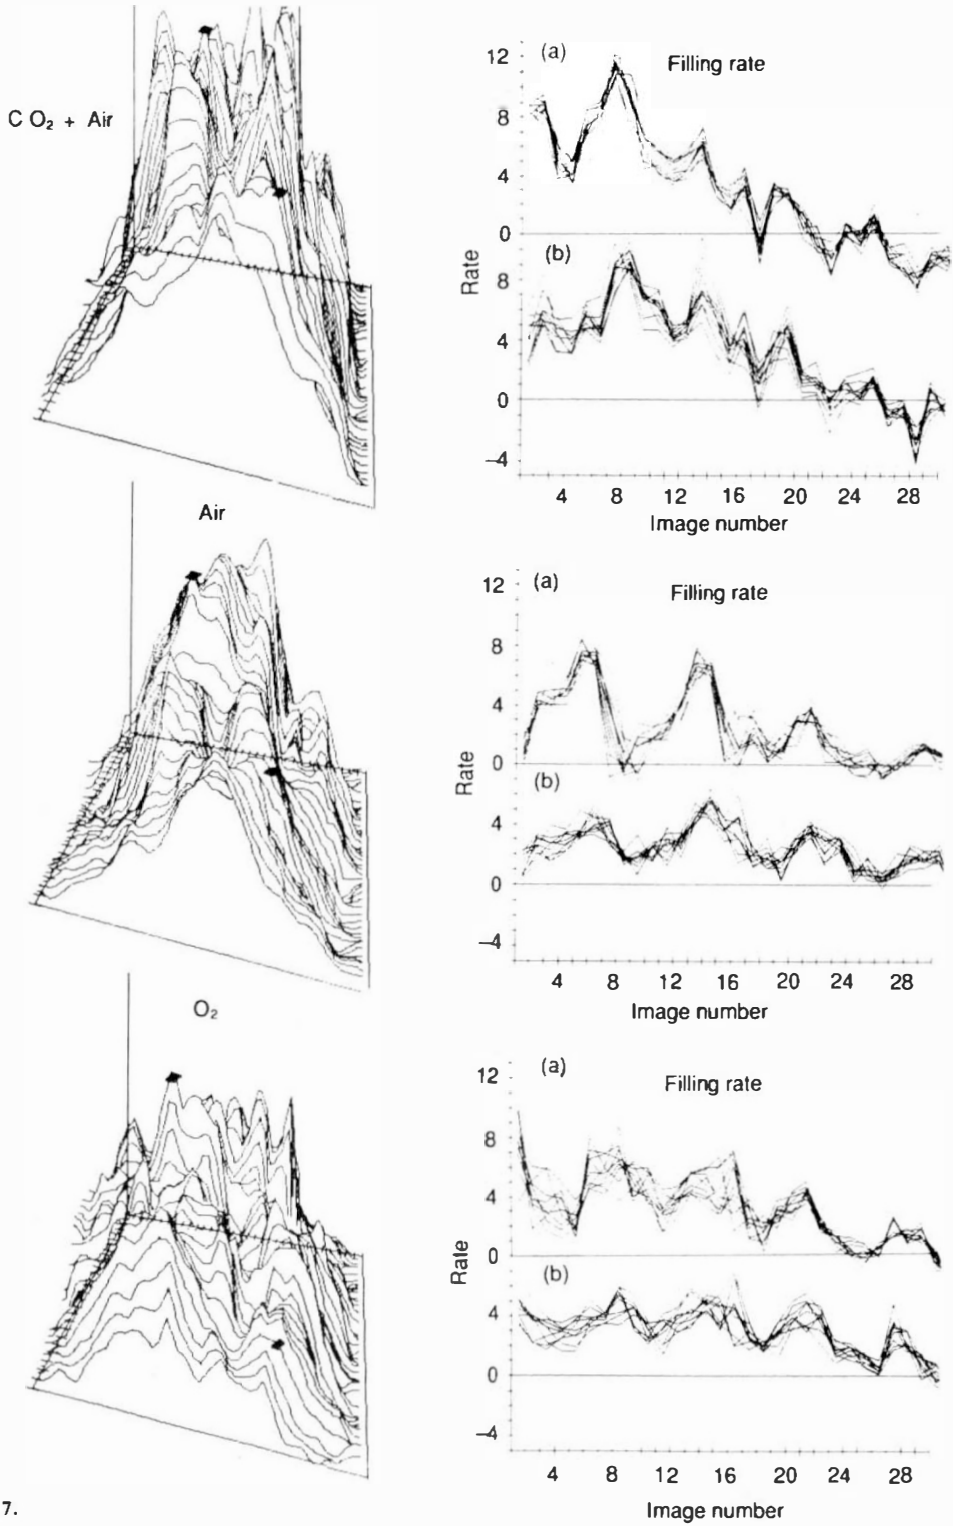 C O₂ + Air
(a)
Filling rate
12
8
4
0
(b)
8
4
0
–4
Rate
4 8 12 16 20 24 28
Image number
Air
(a)
Filling rate
12
8
4
0
(b)
4
0
–4
Rate
4 8 12 16 20 24 28
Image number
O₂
(a)
Filling rate
12
8
4
0
(b)
4
0
–4
Rate
4 8 12 16 20 24 28
Image number
7.